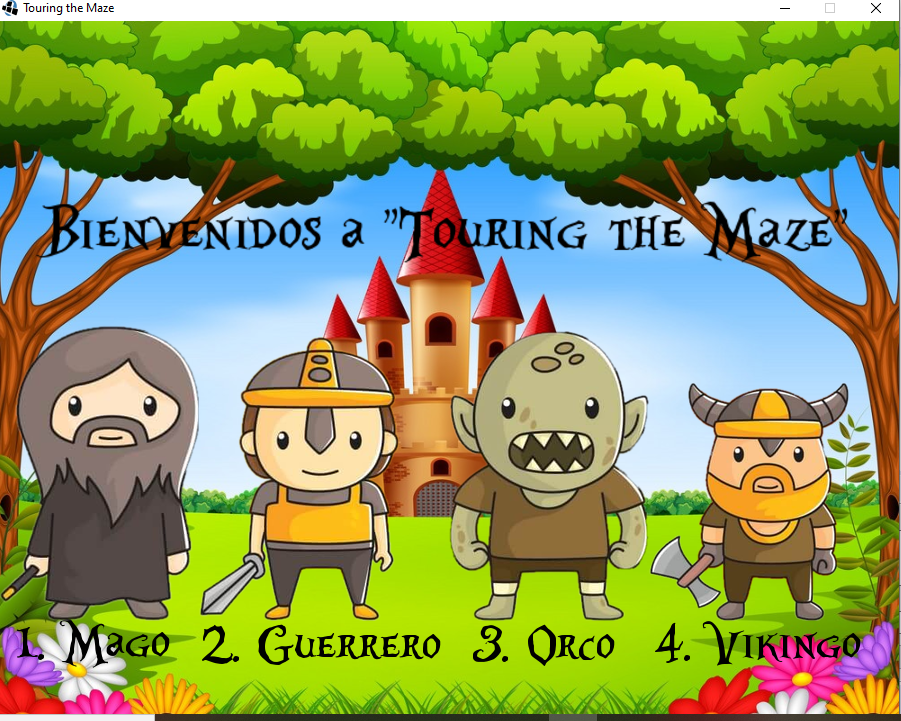 Touring the Maze
Bienvenidos a "Touring the Maze"
1. Mago 2. Guerrero 3. Orco 4. Vikingo